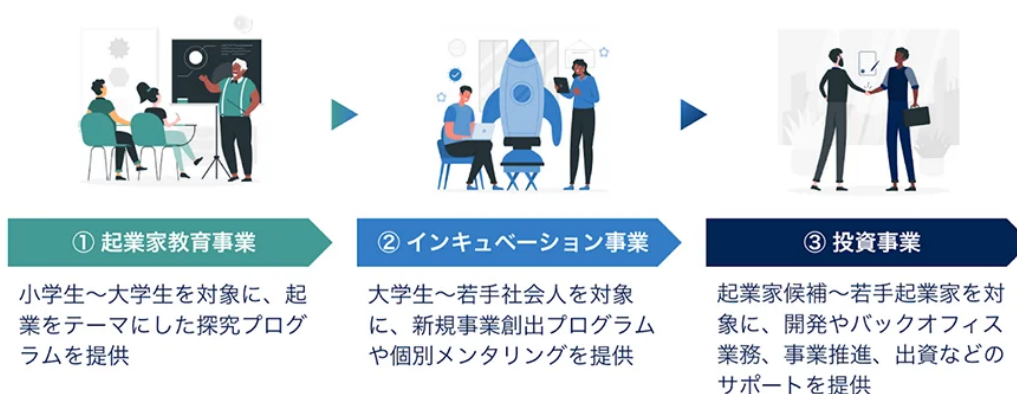 ① 起業家教育事業
小学生～大学生を対象に、起
業をテーマにした探究プログ
ラムを提供
② インキュベーション事業
大学生～若手社会人を対象
に、新規事業創出プログラム
や個別メンタリングを提供
③ 投資事業
起業家候補～若手起業家を対
象に、開発やバックオフィス
業務、事業推進、出資などの
サポートを提供